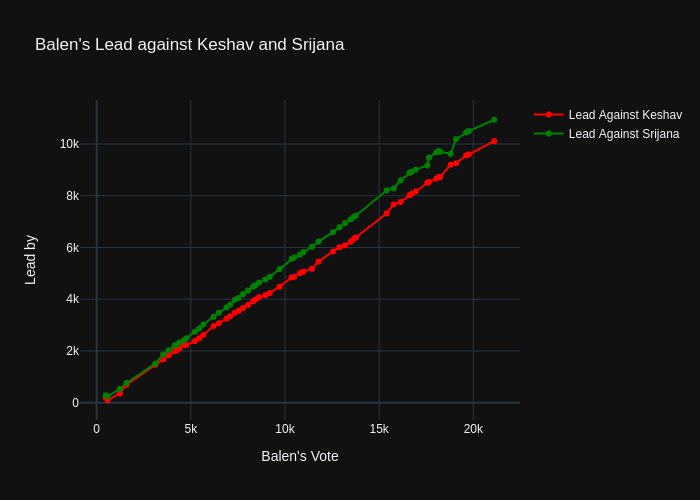 Balen's Lead against Keshav and Srijana
Lead Against Keshav
Lead Against Srijana
10k
8k
6k
4k
2k
0
Lead by
0
5k
10k
15k
20k
Balen's Vote